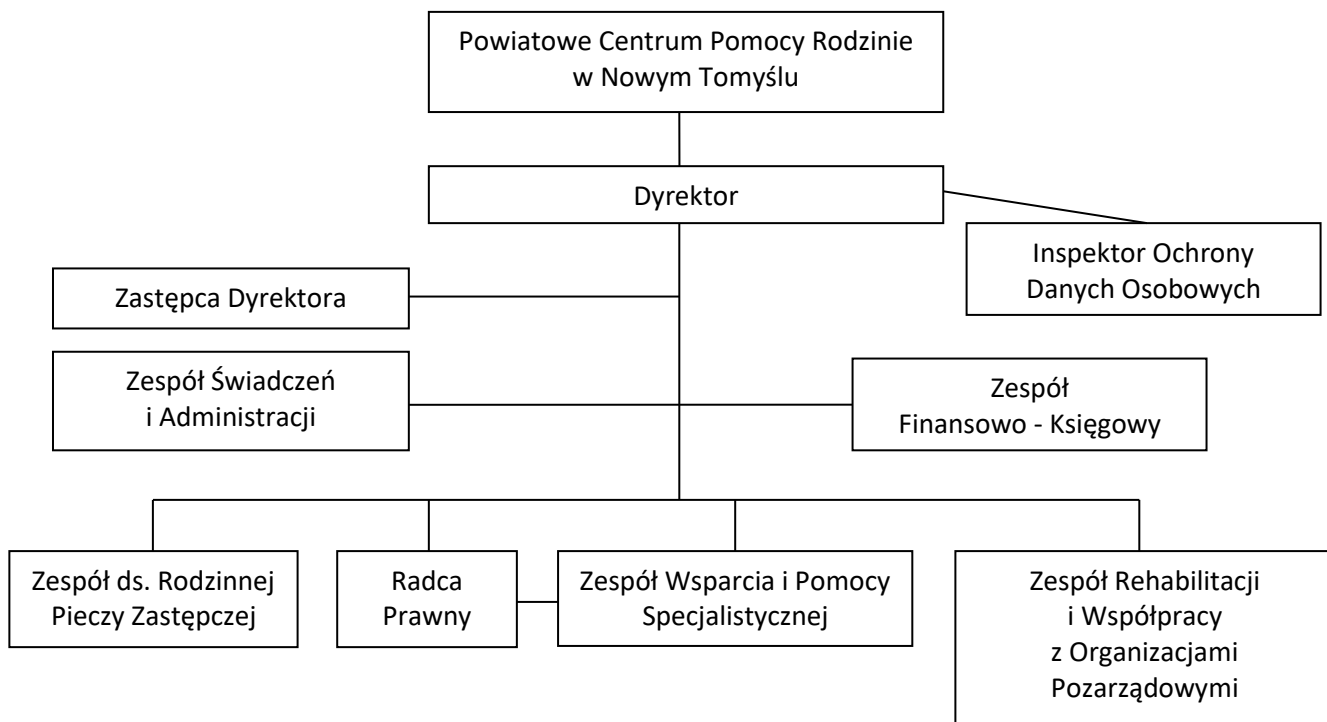 Powiatowe Centrum Pomocy Rodzinie
w Nowym Tomyślu
Dyrektor
Inspektor Ochrony
Danych Osobowych
Zastępca Dyrektora
Zespół Świadczeń
i Administracji
Zespół
Finansowo - Księgowy
Zespół ds. Rodzinnej
Pieczy Zastępczej
Radca
Prawny
Zespół Wsparcia i Pomocy
Specjalistycznej
Zespół Rehabilitacji
i Współpracy
z Organizacjami
Pozarządowymi